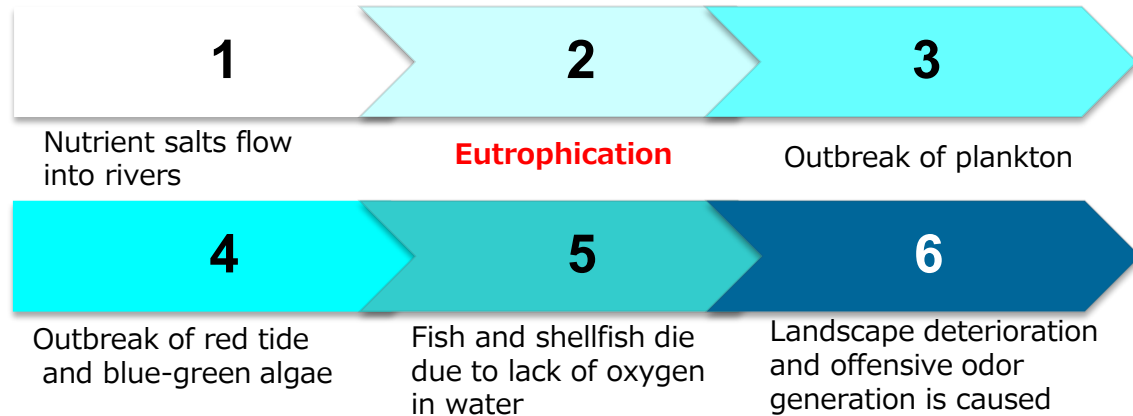 1
2
3
Nutrient salts flow
into rivers
Eutrophication
Outbreak of plankton
4
5
6
Outbreak of red tide
and blue-green algae
Fish and shellfish die
due to lack of oxygen
in water
Landscape deterioration
and offensive odor
generation is caused